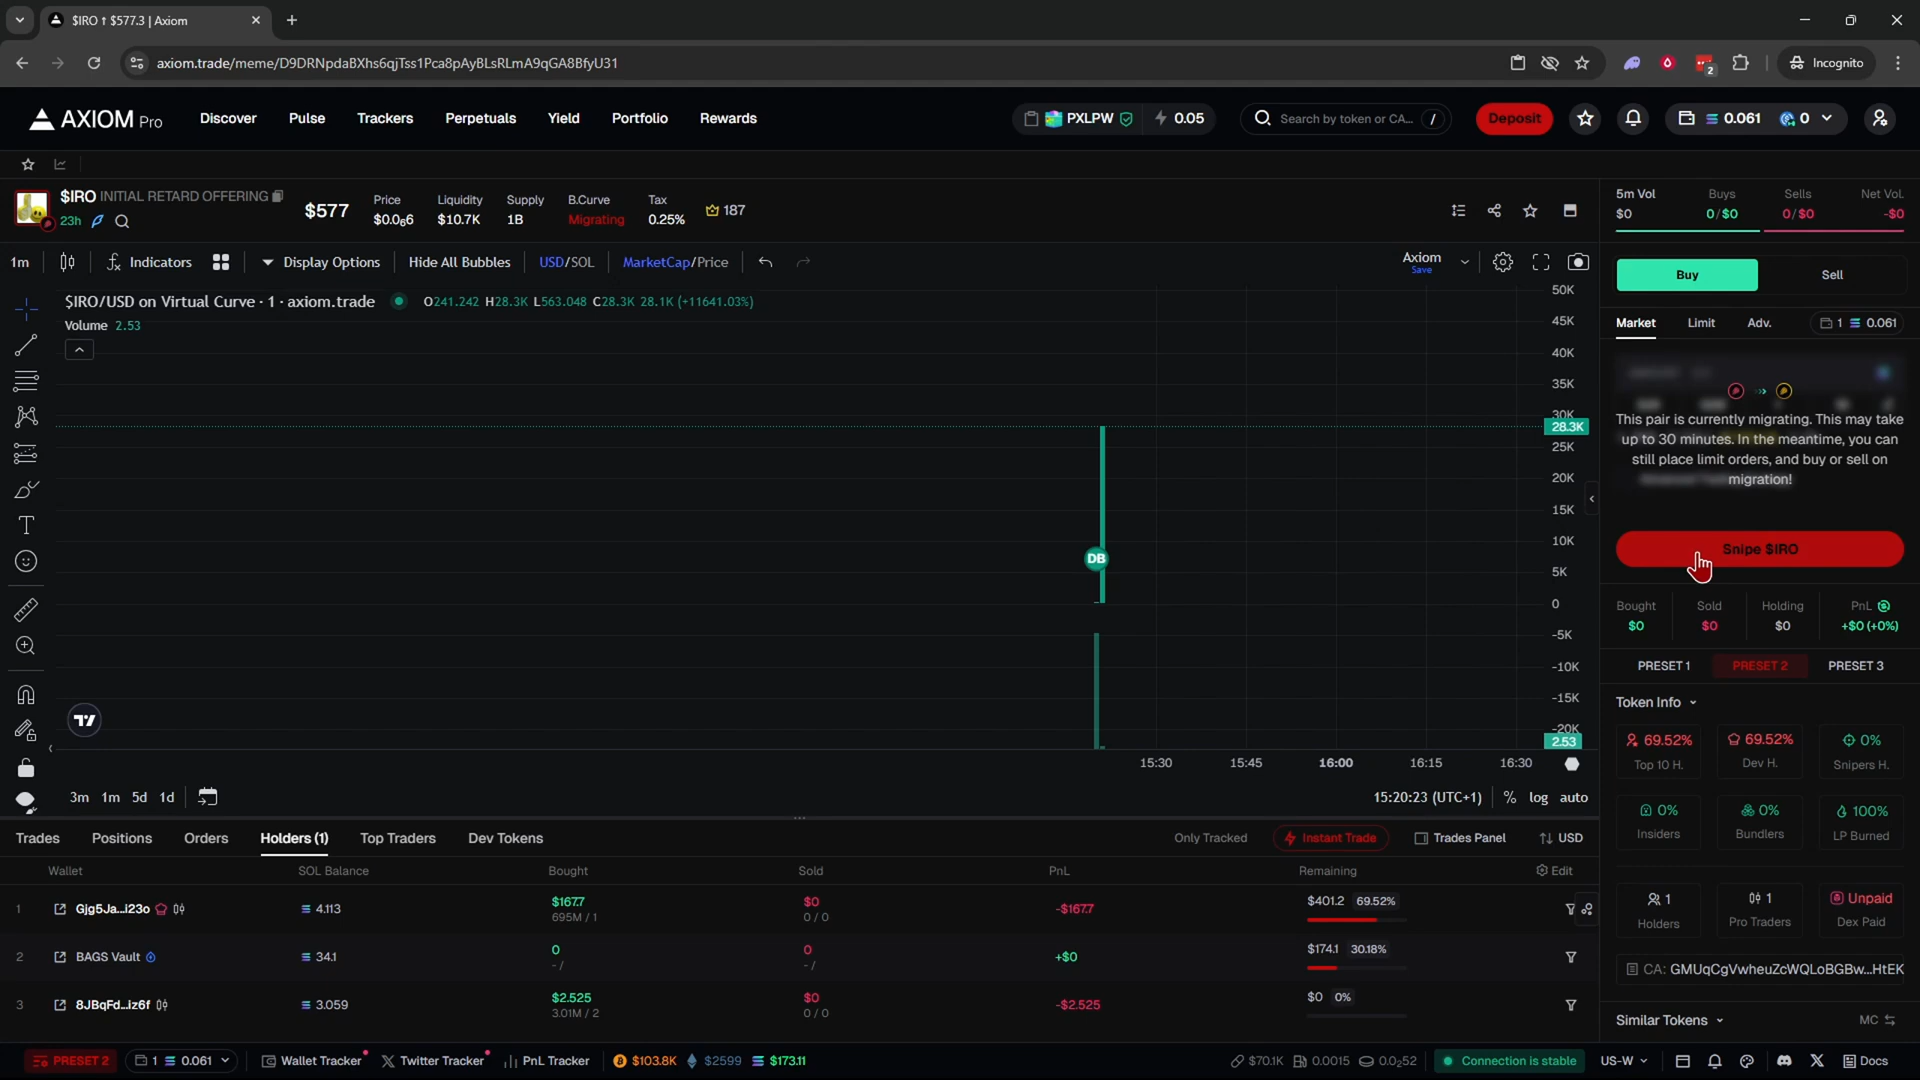 $IRO ↑ $577.3 | Axiom
axiom.trade/meme/D9DRNpdaBXhs6qjTss1Pca8pAyBLsRLmA9qGA8BfyU31
2
Incognito
AXIOM Pro
Discover
Pulse
Trackers
Perpetuals
Yield
Portfolio
Rewards
PXLPW
0.05
Search by token or CA...
/
Deposit
0.061
0
$IRO INITIAL RETARD OFFERING
23h
$577
Price
$0.0₆6
Liquidity
$10.7K
Supply
1B
B.Curve
Migrating
Tax
0.25%
187
5m Vol
$0
Buys
0/$0
Sells
0/$0
Net Vol.
-$0
1m
Indicators
Display Options
Hide All Bubbles
USD/SOL
MarketCap/Price
Axiom
Save
Buy
Sell
$IRO/USD on Virtual Curve · 1 · axiom.trade
O241.242 H28.3K L563.048 C28.3K 28.1K (+11641.03%)
Volume 2.53
50K
45K
40K
35K
30K
28.3K
25K
20K
15K
10K
5K
0
-5K
-10K
-15K
-20K
2.53
DB
15:30
15:45
16:00
16:15
16:30
3m
1m
5d
1d
15:20:23 (UTC+1)
%
log
auto
Market
Limit
Adv.
1
0.061
This pair is currently migrating. This may take
up to 30 minutes. In the meantime, you can
still place limit orders, and buy or sell on
migration!
Snipe $IRO
Bought
$0
Sold
$0
Holding
$0
PnL
+$0 (+0%)
PRESET 1
PRESET 2
PRESET 3
Token Info
69.52%
Top 10 H.
69.52%
Dev H.
0%
Snipers H.
0%
Insiders
0%
Bundlers
100%
LP Burned
1
Holders
1
Pro Traders
Unpaid
Dex Paid
CA: GMUqCgVwheuZcWQLoBGBw...HtEK
Similar Tokens
MC
Trades
Positions
Orders
Holders (1)
Top Traders
Dev Tokens
Only Tracked
Instant Trade
Trades Panel
USD
Wallet
SOL Balance
Bought
Sold
PnL
Remaining
Edit
1
Gjg5Ja...i23o
4.113
$167.7
695M / 1
$0
0 / 0
-$167.7
$401.2
69.52%
2
BAGS Vault
34.1
0
- /
0
- /
+$0
$174.1
30.18%
3
8JBqFd...iz6f
3.059
$2.525
3.01M / 2
$0
0 / 0
-$2.525
$0
0%
PRESET 2
1
0.061
Wallet Tracker
Twitter Tracker
PnL Tracker
$103.8K
$2599
$173.11
$70.1K
0.0015
0.0₂52
Connection is stable
US-W
Docs